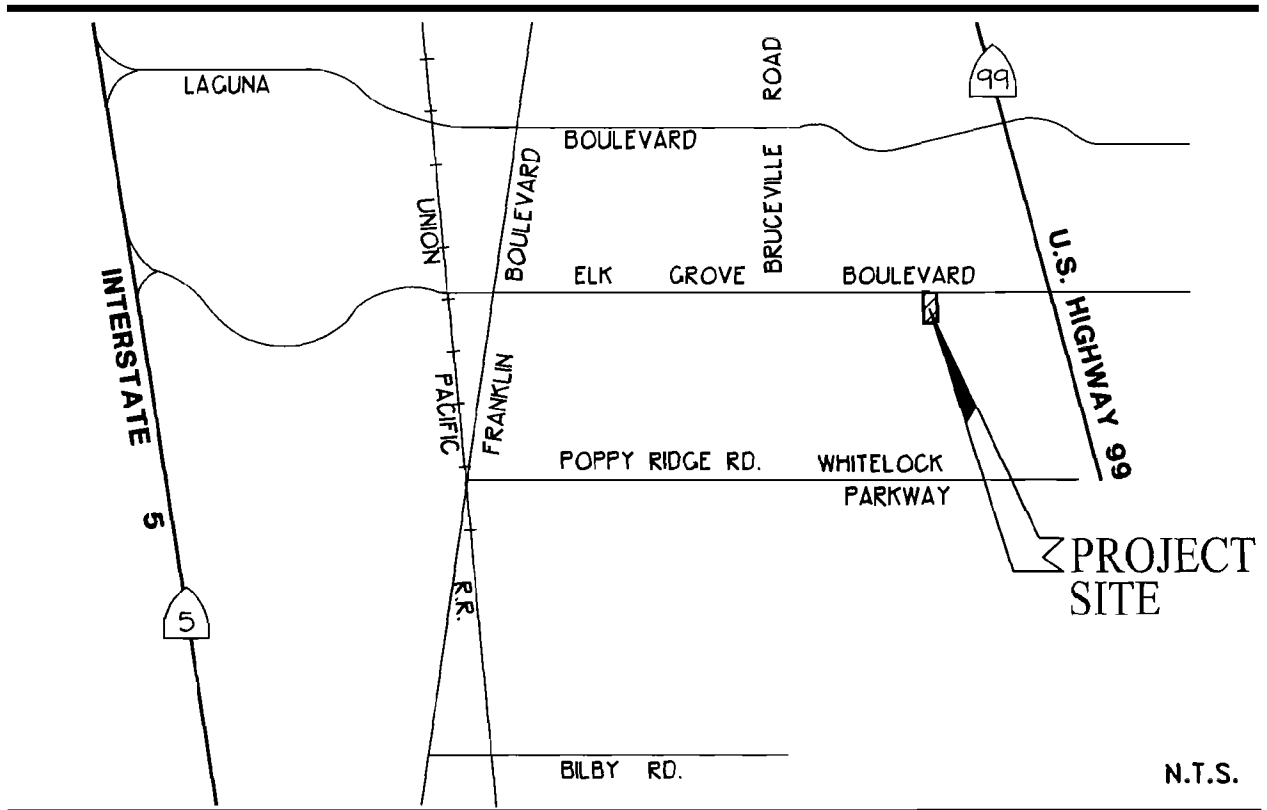 LAGUNA
BOULEVARD
ROAD
BRUCEVILLE
99
UNION
PACIFIC
R.R.
BOULEVARD
FRANKLIN
ELK GROVE BOULEVARD
U.S. HIGHWAY 99
INTERSTATE 5
5
POPPY RIDGE RD.
WHITELOCK
PARKWAY
PROJECT
SITE
BILBY RD.
N.T.S.